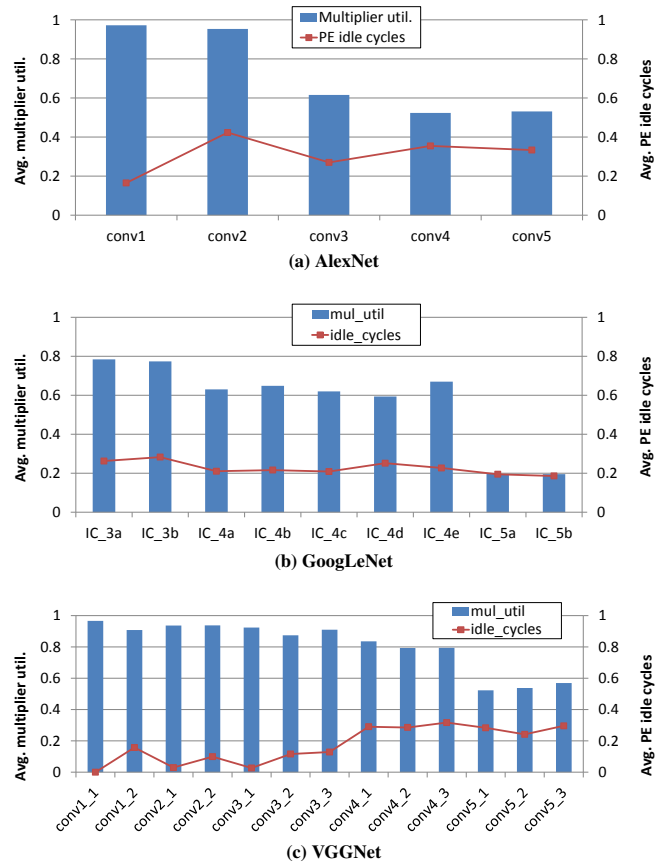 Multiplier util.
PE idle cycles
Avg. multiplier util.
1
0.8
0.6
0.4
0.2
0
1
0.8
0.6
0.4
0.2
0
Avg. PE idle cycles
conv1 conv2 conv3 conv4 conv5
(a) AlexNet
mul_util
idle_cycles
Avg. multiplier util.
1
0.8
0.6
0.4
0.2
0
1
0.8
0.6
0.4
0.2
0
Avg. PE idle cycles
IC_3a IC_3b IC_4a IC_4b IC_4c IC_4d IC_4e IC_5a IC_5b
(b) GoogLeNet
mul_util
idle_cycles
Avg. multiplier util.
1
0.8
0.6
0.4
0.2
0
1
0.8
0.6
0.4
0.2
0
Avg. PE idle cycles
conv1_1 conv1_2 conv2_1 conv2_2 conv3_1 conv3_2 conv3_3 conv4_1 conv4_2 conv4_3 conv5_1 conv5_2 conv5_3
(c) VGGNet